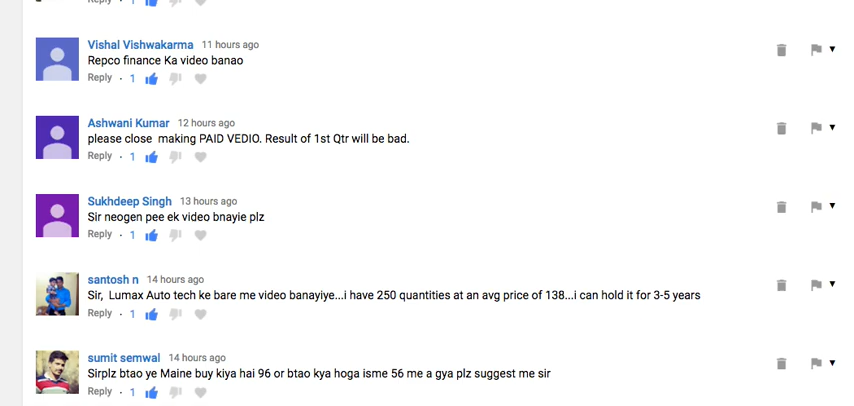 Reply · 1
Vishal Vishwakarma 11 hours ago
Repco finance Ka video banao
Reply · 1
Ashwani Kumar 12 hours ago
please close making PAID VEDIO. Result of 1st Qtr will be bad.
Reply · 1
Sukhdeep Singh 13 hours ago
Sir neogen pee ek video bnayie plz
Reply · 1
santosh n 14 hours ago
Sir, Lumax Auto tech ke bare me video banayiye...i have 250 quantities at an avg price of 138...i can hold it for 3-5 years
Reply · 1
sumit semwal 14 hours ago
Sirplz btao ye Maine buy kiya hai 96 or btao kya hoga isme 56 me a gya plz suggest me sir
Reply · 1